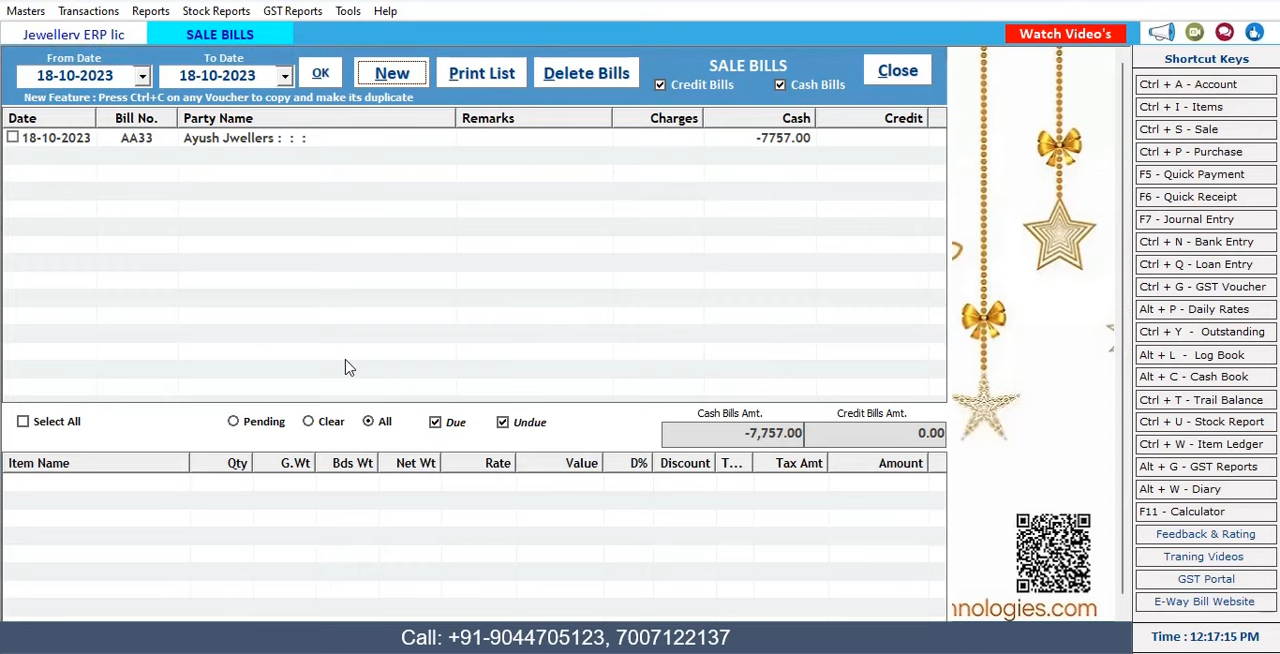 Masters Transactions Reports Stock Reports GST Reports Tools Help
Jewellerv ERP lic SALE BILLS Watch Video's
From Date To Date
18-10-2023 18-10-2023 OK New Print List Delete Bills SALE BILLS Close
Credit Bills Cash Bills
New Feature : Press Ctrl+C on any Voucher to copy and make its duplicate
Date Bill No. Party Name Remarks Charges Cash Credit
18-10-2023 AA33 Ayush Jwellers : : : -7757.00
Select All Pending Clear All Due Undue
Cash Bills Amt. Credit Bills Amt.
-7,757.00 0.00
Item Name Qty G.Wt Bds Wt Net Wt Rate Value D% Discount T... Tax Amt Amount
nologies.com
Call: +91-9044705123, 7007122137
Shortcut Keys
Ctrl + A - Account
Ctrl + I - Items
Ctrl + S - Sale
Ctrl + P - Purchase
F5 - Quick Payment
F6 - Quick Receipt
F7 - Journal Entry
Ctrl + N - Bank Entry
Ctrl + Q - Loan Entry
Ctrl + G - GST Voucher
Alt + P - Daily Rates
Ctrl + Y - Outstanding
Alt + L - Log Book
Alt + C - Cash Book
Ctrl + T - Trail Balance
Ctrl + U - Stock Report
Ctrl + W - Item Ledger
Alt + G - GST Reports
Alt + W - Diary
F11 - Calculator
Feedback & Rating
Traning Videos
GST Portal
E-Way Bill Website
Time : 12:17:15 PM